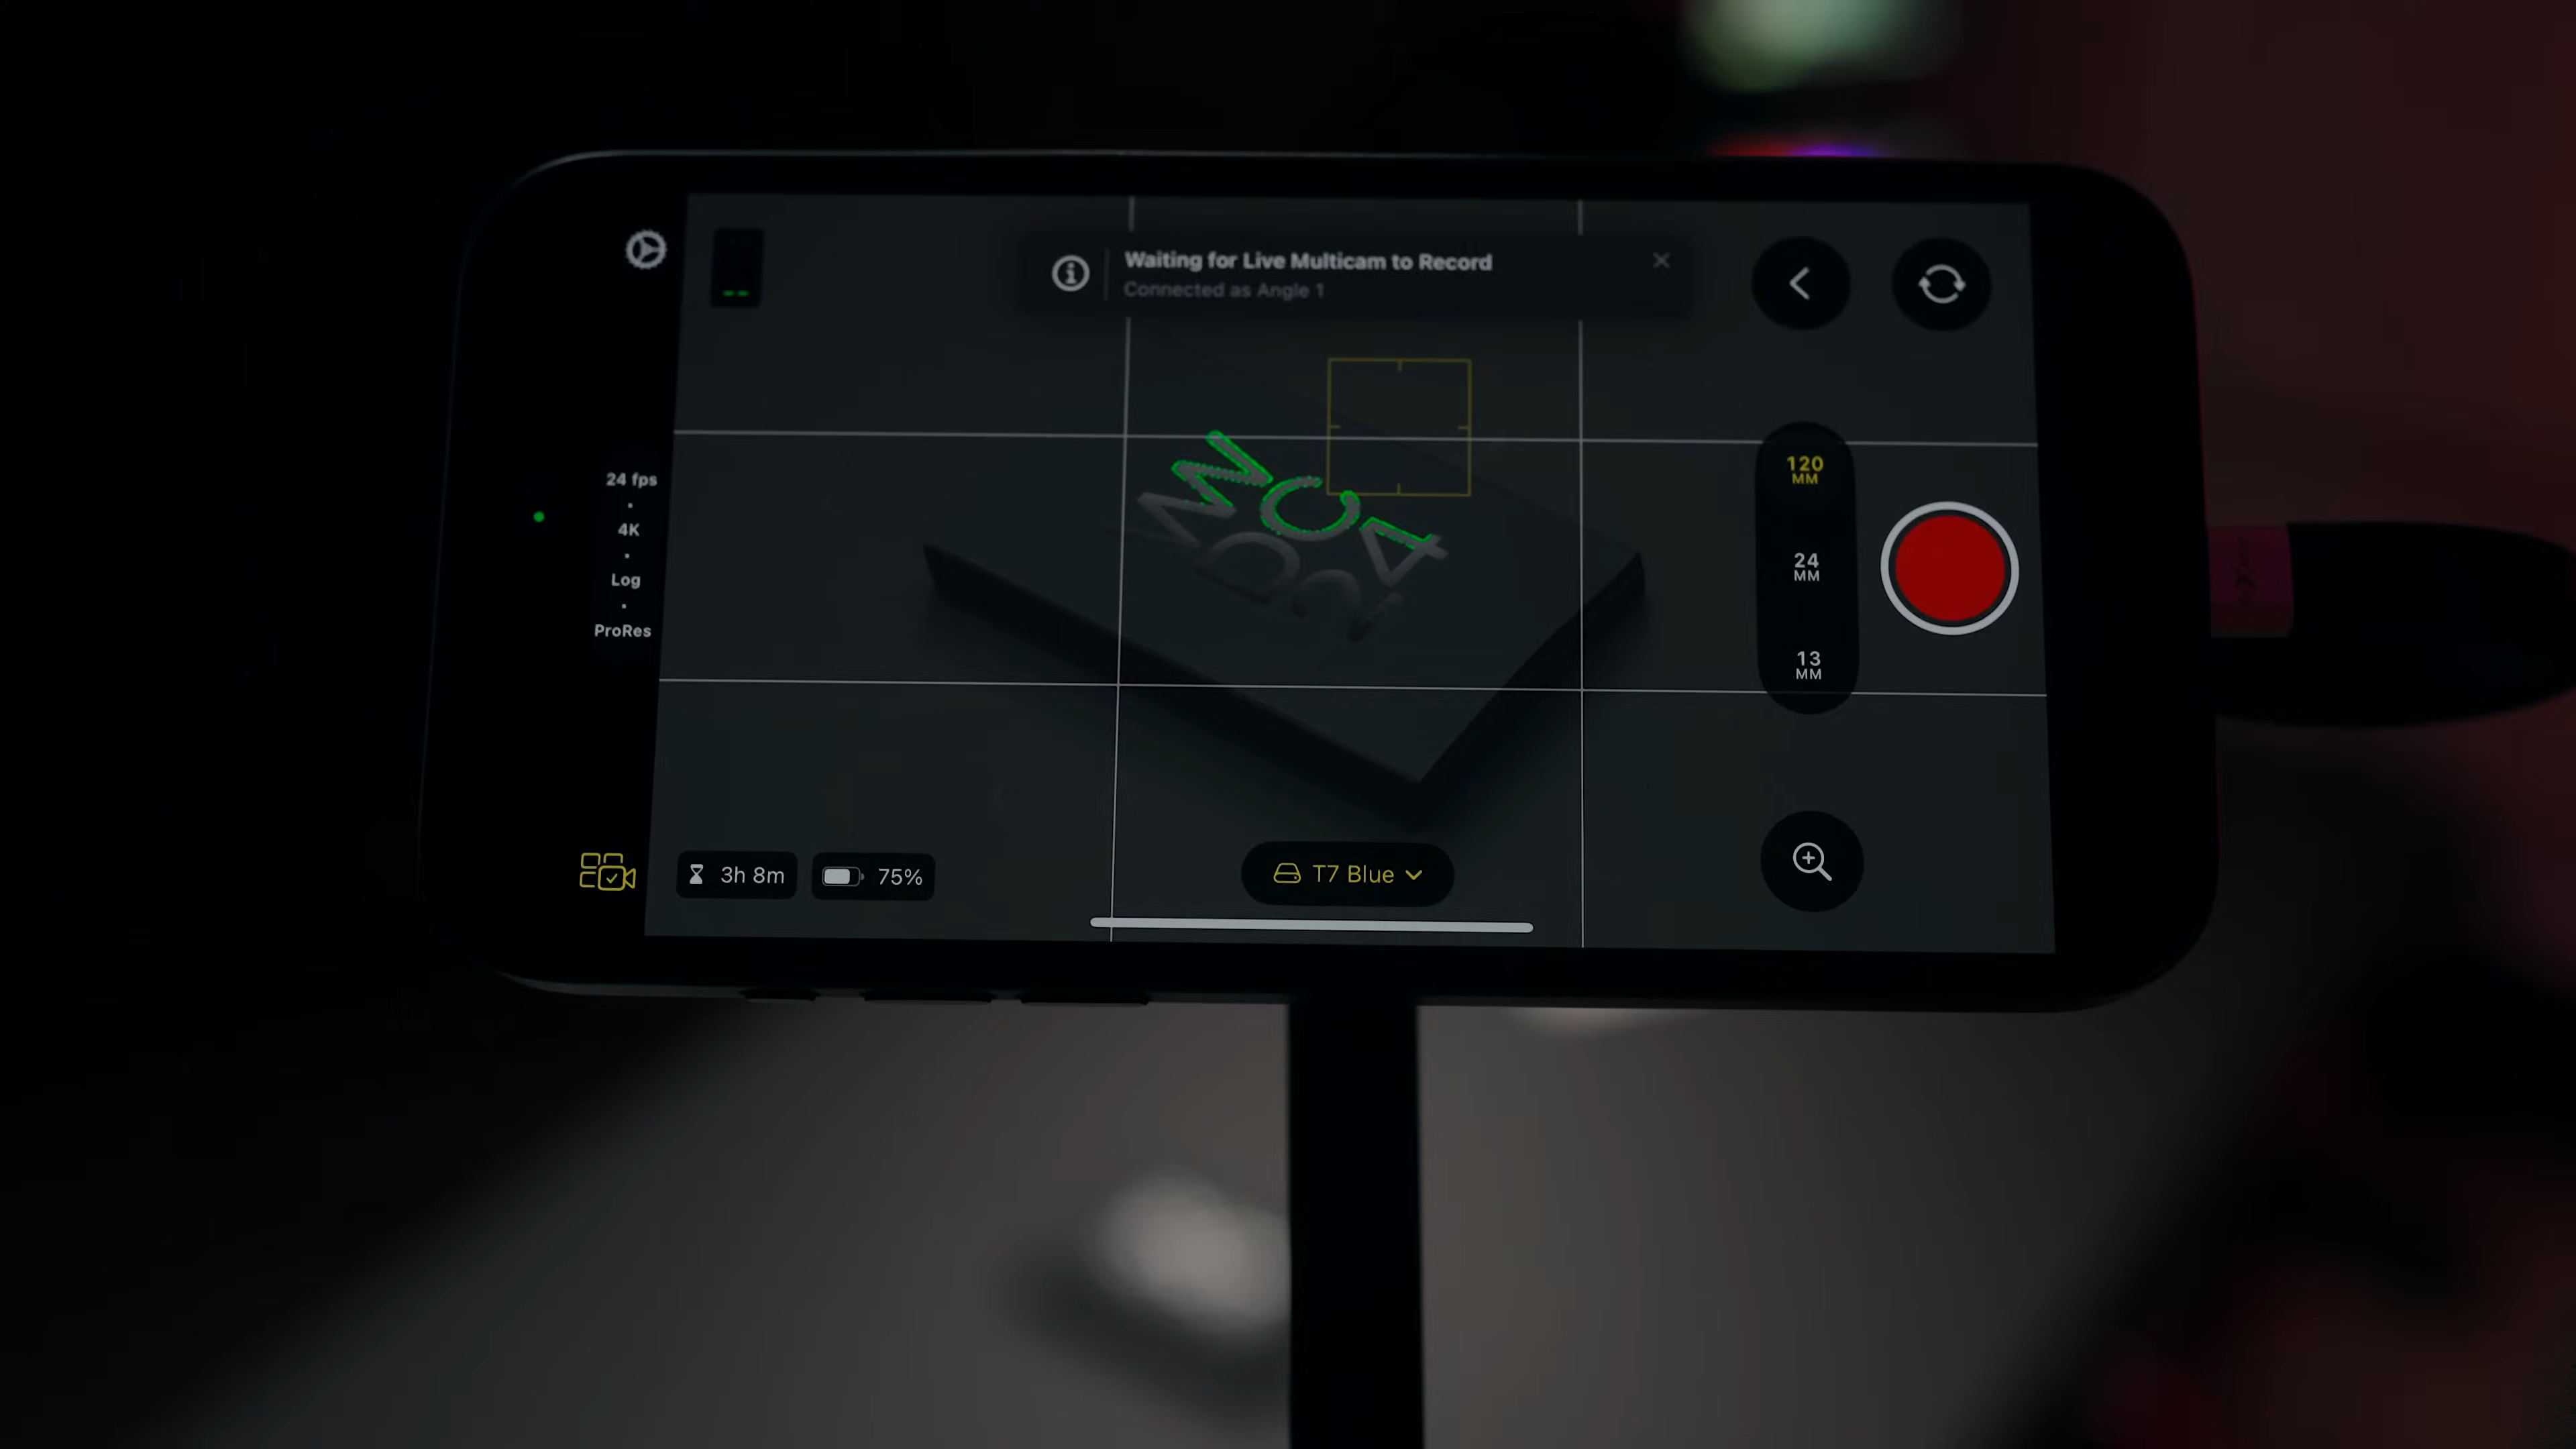 Waiting for Live Multicam to Record
Connected as Angle 1
24 fps
4K
Log
ProRes
120
MM
24
MM
13
MM
3h 8m
75%
T7 Blue